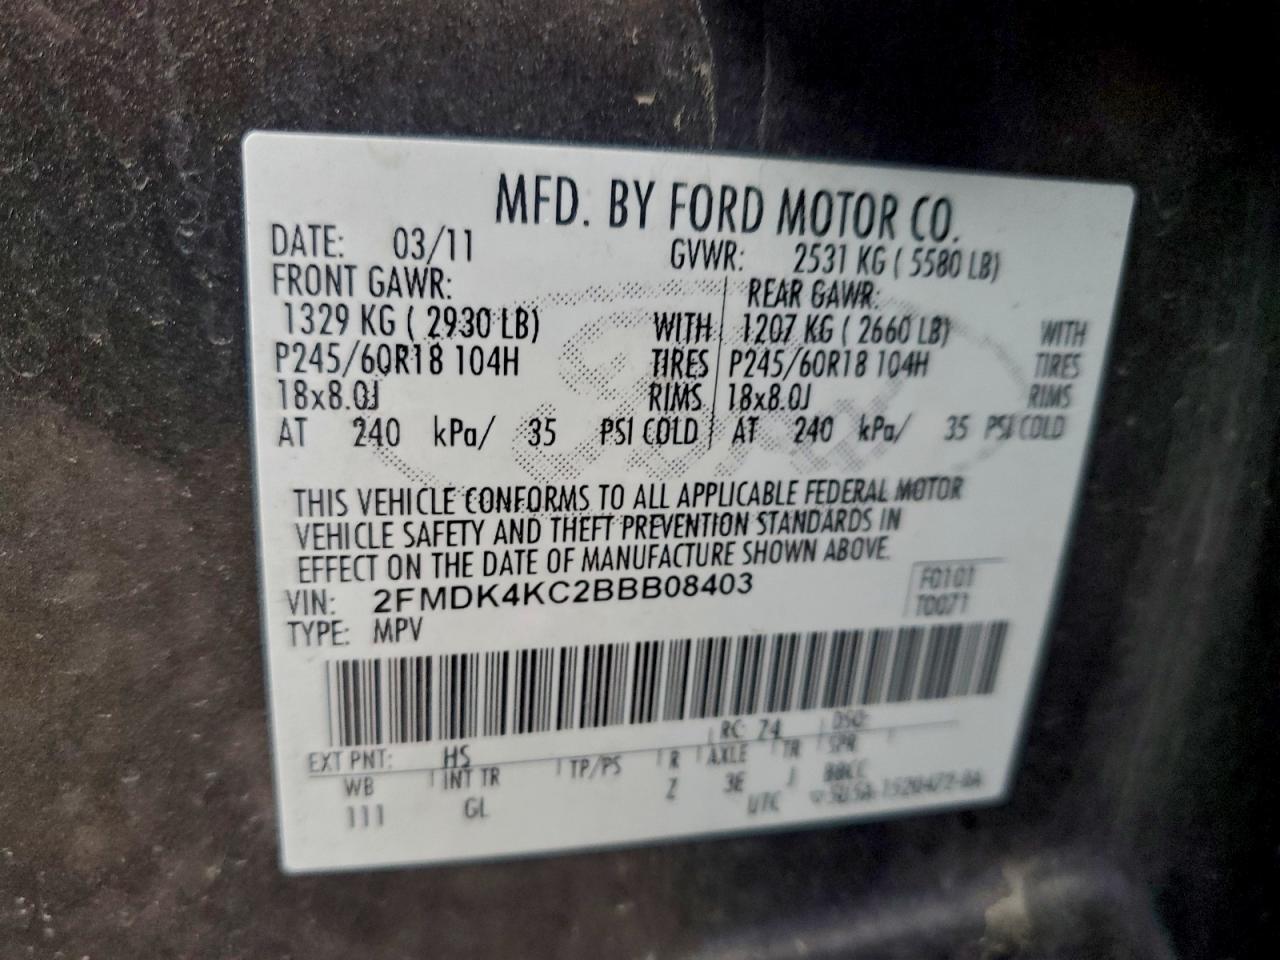 MFD. BY FORD MOTOR CO.
DATE: 03/11 GVWR: 2531 KG ( 5580 LB)
FRONT GAWR: REAR GAWR:
1329 KG ( 2930 LB) WITH 1207 KG ( 2660 LB) WITH
P245/60R18 104H TIRES P245/60R18 104H TIRES
18x8.0J RIMS 18x8.0J RIMS
AT 240 kPa/ 35 PSI COLD AT 240 kPa/ 35 PSI COLD
THIS VEHICLE CONFORMS TO ALL APPLICABLE FEDERAL MOTOR
VEHICLE SAFETY AND THEFT PREVENTION STANDARDS IN
EFFECT ON THE DATE OF MANUFACTURE SHOWN ABOVE.
VIN: 2FMDK4KC2BBB08403 F0101
TYPE: MPV T0071
EXT PNT: HS RC: 74 DSO:
WB INT TR TP/PS R AXLE TR SPR
111 GL Z 3E J BBCC
UTC